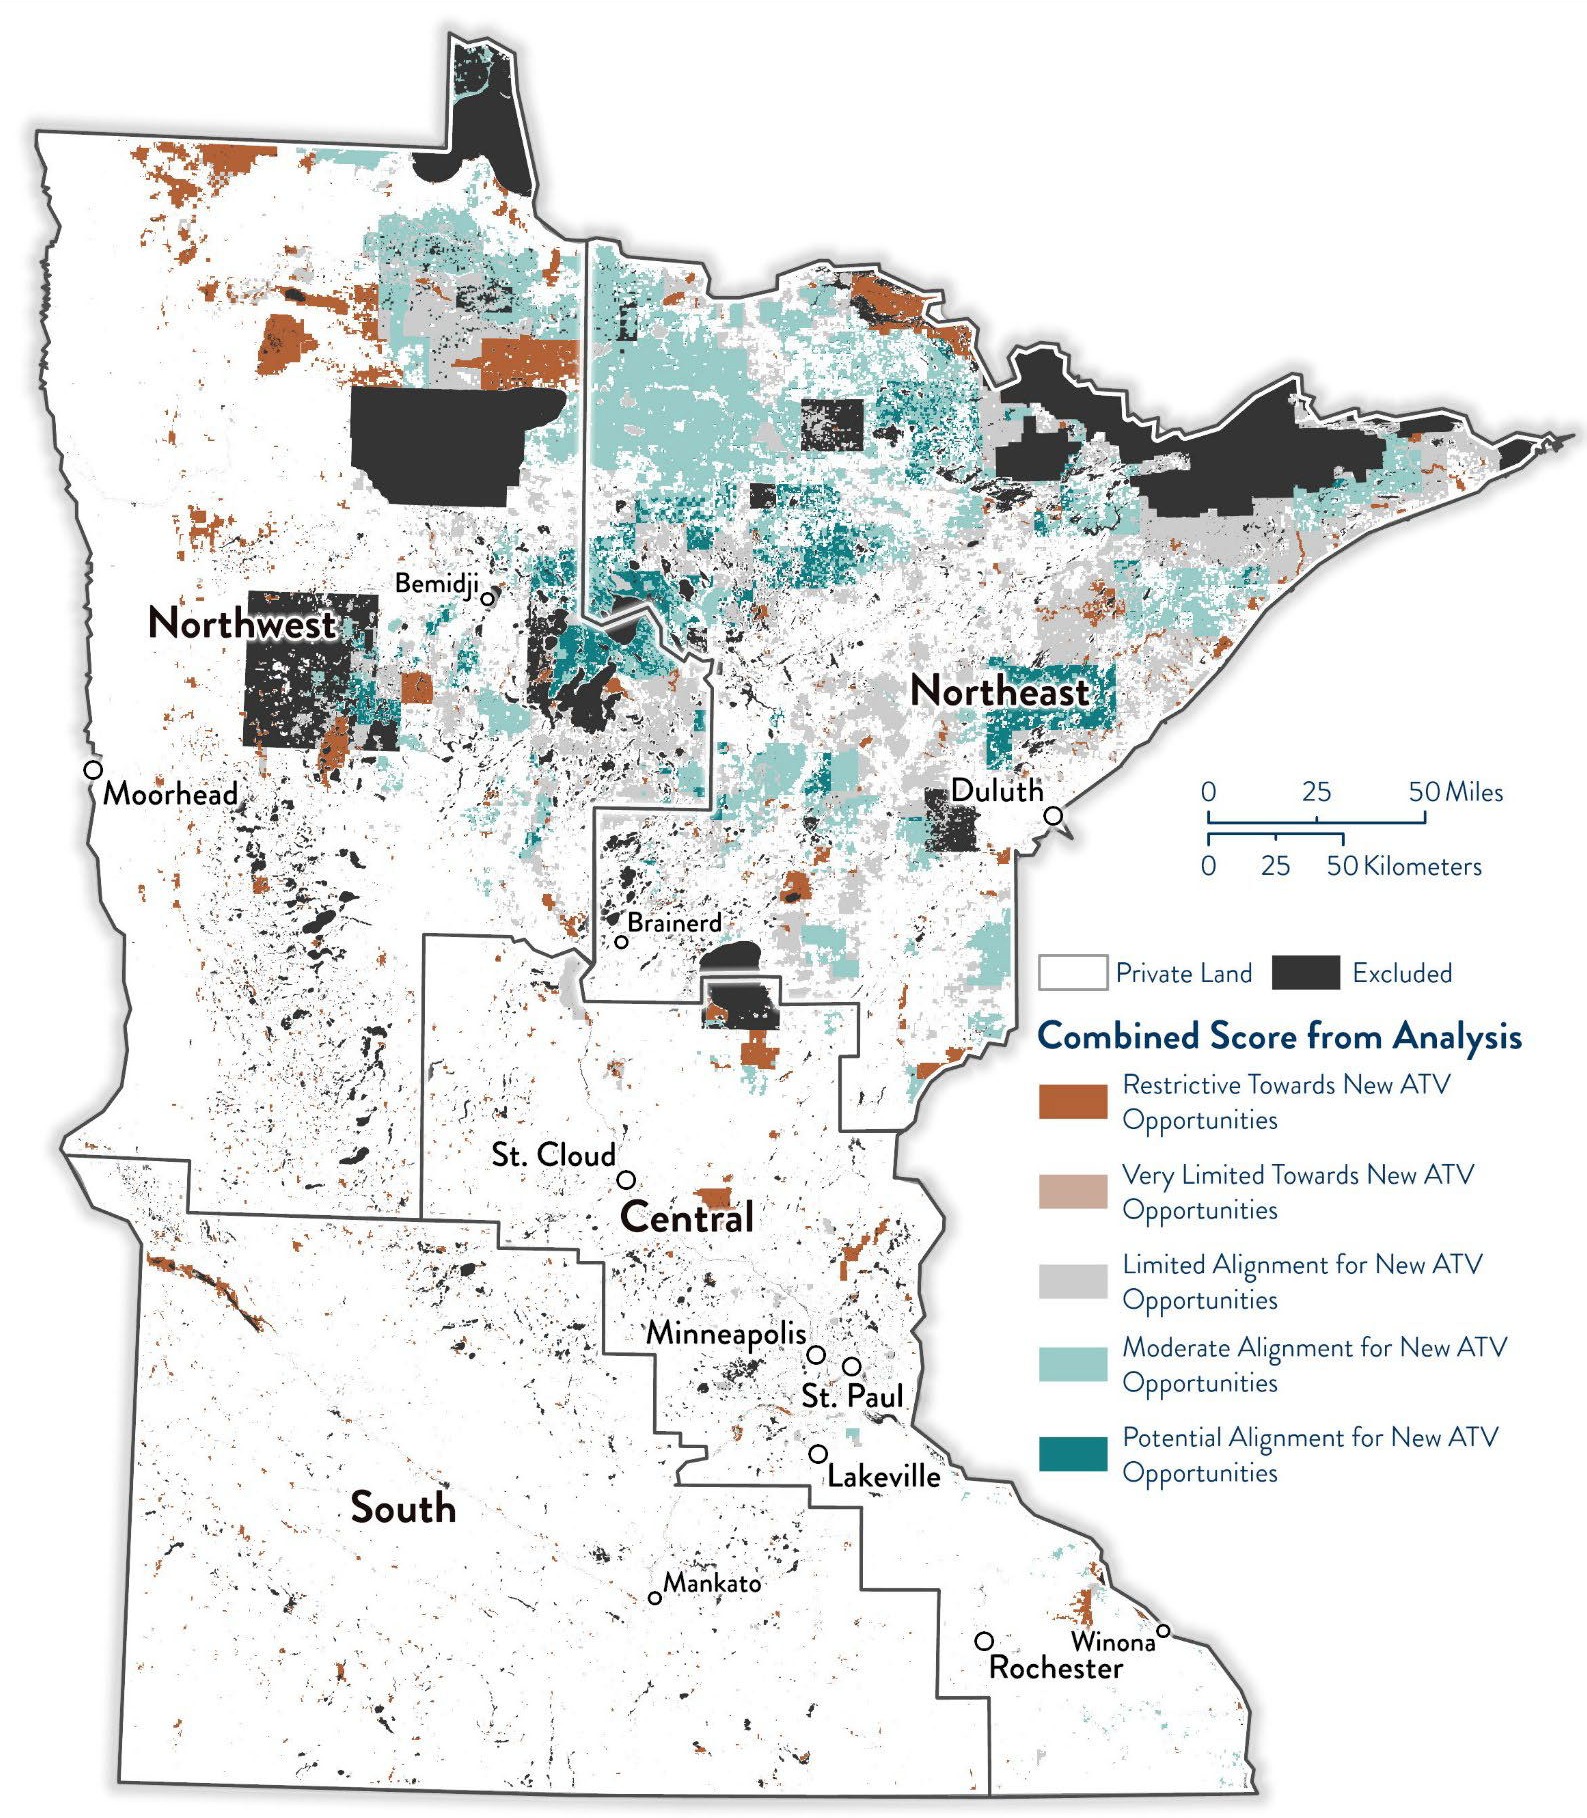 Bemidji
Northwest
Northeast
Moorhead
Duluth
0 25 50 Miles
0 25 50 Kilometers
Brainerd
Private Land
Excluded
Combined Score from Analysis
Restrictive Towards New ATV
Opportunities
St. Cloud
Very Limited Towards New ATV
Opportunities
Central
Limited Alignment for New ATV
Opportunities
Minneapolis
St. Paul
Moderate Alignment for New ATV
Opportunities
Potential Alignment for New ATV
Opportunities
Lakeville
South
Mankato
Winona
Rochester